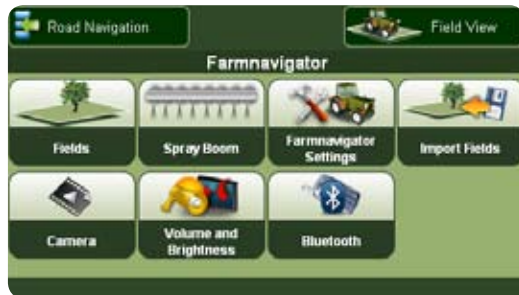 Road Navigation
Field View
Farmnavigator
Fields
Spray Boom
Farmnavigator
Settings
Import Fields
Camera
Volume and
Brightness
Bluetooth